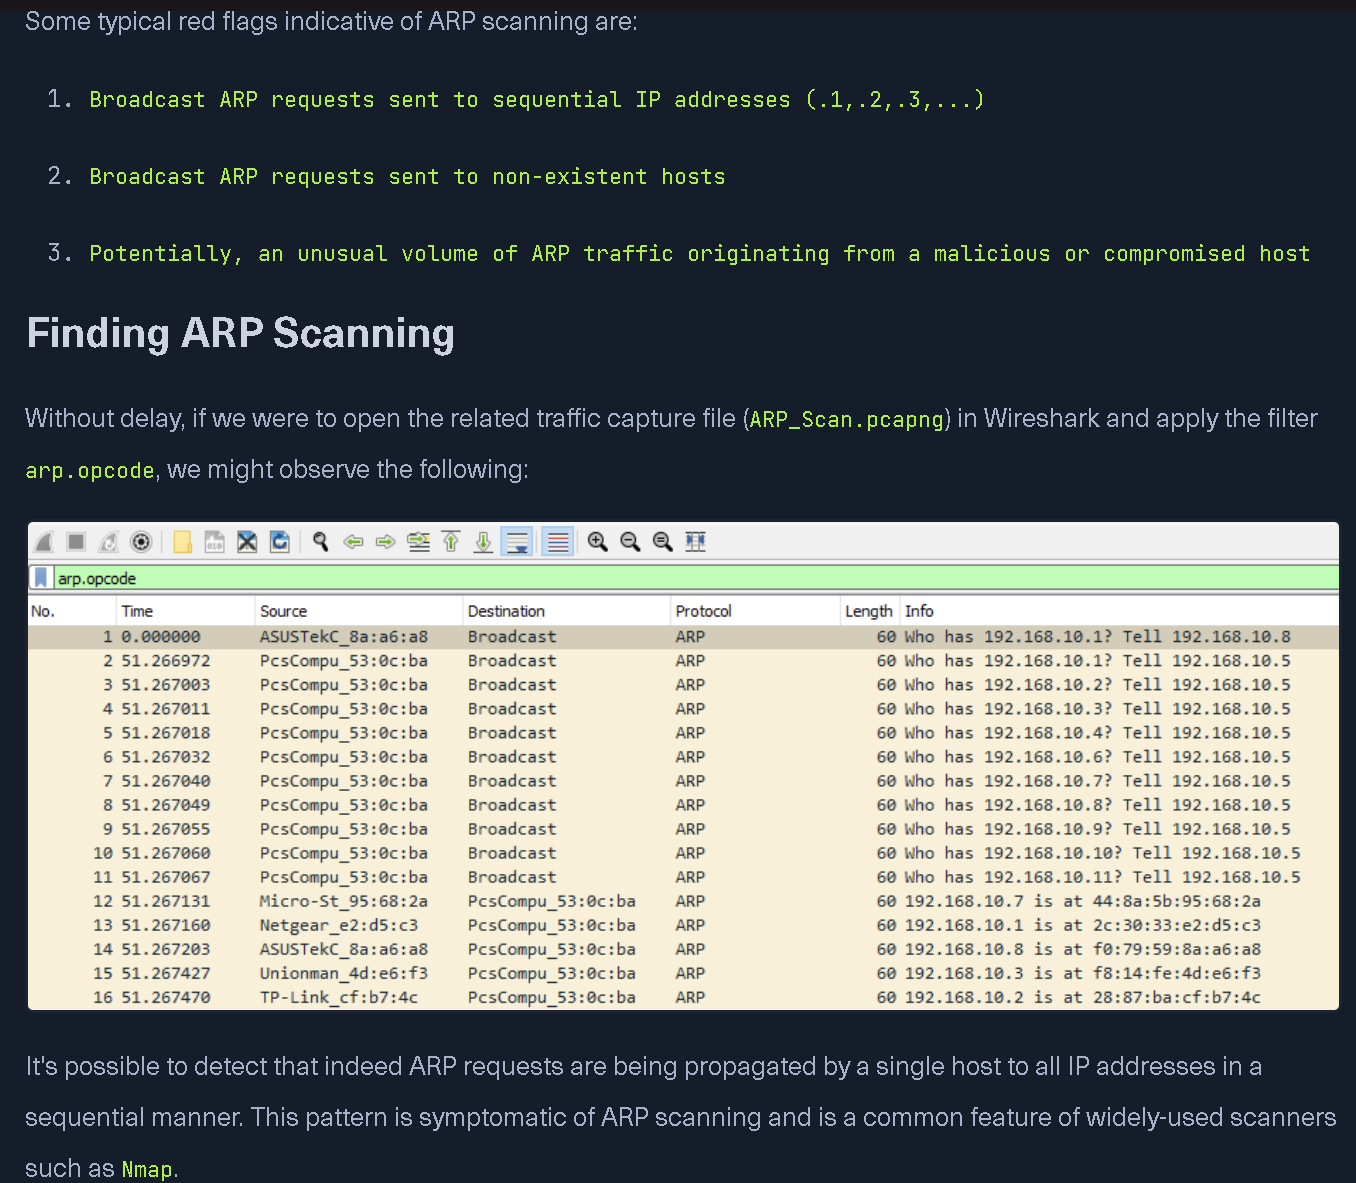 Some typical red flags indicative of ARP scanning are:
1. Broadcast ARP requests sent to sequential IP addresses (.1,.2,.3,...)
2. Broadcast ARP requests sent to non-existent hosts
3. Potentially, an unusual volume of ARP traffic originating from a malicious or compromised host
Finding ARP Scanning
Without delay, if we were to open the related traffic capture file (ARP_Scan.pcapng) in Wireshark and apply the filter
arp.opcode, we might observe the following:
arp.opcode
No. Time Source Destination Protocol Length Info
1 0.000000 ASUSTekC_8a:a6:a8 Broadcast ARP 60 Who has 192.168.10.1? Tell 192.168.10.8
2 51.266972 PcsCompu_53:0c:ba Broadcast ARP 60 Who has 192.168.10.1? Tell 192.168.10.5
3 51.267003 PcsCompu_53:0c:ba Broadcast ARP 60 Who has 192.168.10.2? Tell 192.168.10.5
4 51.267011 PcsCompu_53:0c:ba Broadcast ARP 60 Who has 192.168.10.3? Tell 192.168.10.5
5 51.267018 PcsCompu_53:0c:ba Broadcast ARP 60 Who has 192.168.10.4? Tell 192.168.10.5
6 51.267032 PcsCompu_53:0c:ba Broadcast ARP 60 Who has 192.168.10.6? Tell 192.168.10.5
7 51.267040 PcsCompu_53:0c:ba Broadcast ARP 60 Who has 192.168.10.7? Tell 192.168.10.5
8 51.267049 PcsCompu_53:0c:ba Broadcast ARP 60 Who has 192.168.10.8? Tell 192.168.10.5
9 51.267055 PcsCompu_53:0c:ba Broadcast ARP 60 Who has 192.168.10.9? Tell 192.168.10.5
10 51.267060 PcsCompu_53:0c:ba Broadcast ARP 60 Who has 192.168.10.10? Tell 192.168.10.5
11 51.267067 PcsCompu_53:0c:ba Broadcast ARP 60 Who has 192.168.10.11? Tell 192.168.10.5
12 51.267131 Micro-St_95:68:2a PcsCompu_53:0c:ba ARP 60 192.168.10.7 is at 44:8a:5b:95:68:2a
13 51.267160 Netgear_e2:d5:c3 PcsCompu_53:0c:ba ARP 60 192.168.10.1 is at 2c:30:33:e2:d5:c3
14 51.267203 ASUSTekC_8a:a6:a8 PcsCompu_53:0c:ba ARP 60 192.168.10.8 is at f0:79:59:8a:a6:a8
15 51.267427 Unionman_4d:e6:f3 PcsCompu_53:0c:ba ARP 60 192.168.10.3 is at f8:14:fe:4d:e6:f3
16 51.267470 TP-Link_cf:b7:4c PcsCompu_53:0c:ba ARP 60 192.168.10.2 is at 28:87:ba:cf:b7:4c
It's possible to detect that indeed ARP requests are being propagated by a single host to all IP addresses in a
sequential manner. This pattern is symptomatic of ARP scanning and is a common feature of widely-used scanners
such as Nmap.